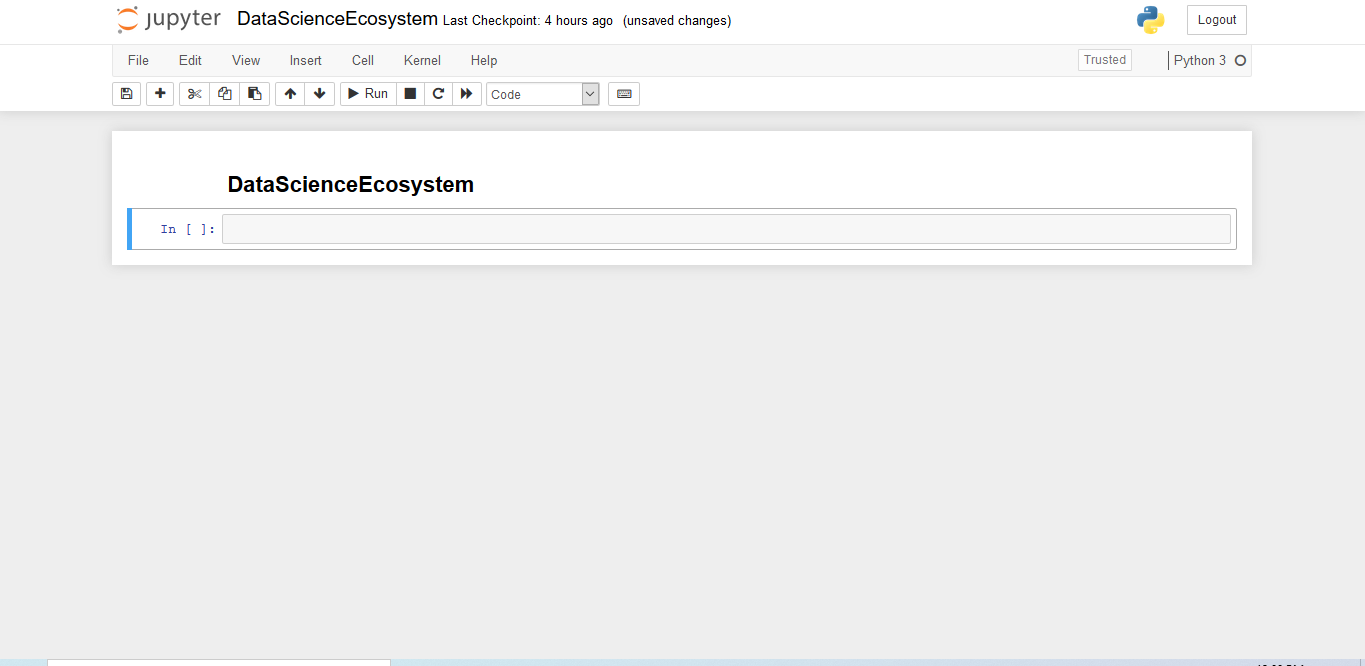 jupyter DataScienceEcosystem Last Checkpoint: 4 hours ago (unsaved changes) Logout
File Edit View Insert Cell Kernel Help Trusted Python 3
Run Code
DataScienceEcosystem
In [ ]: